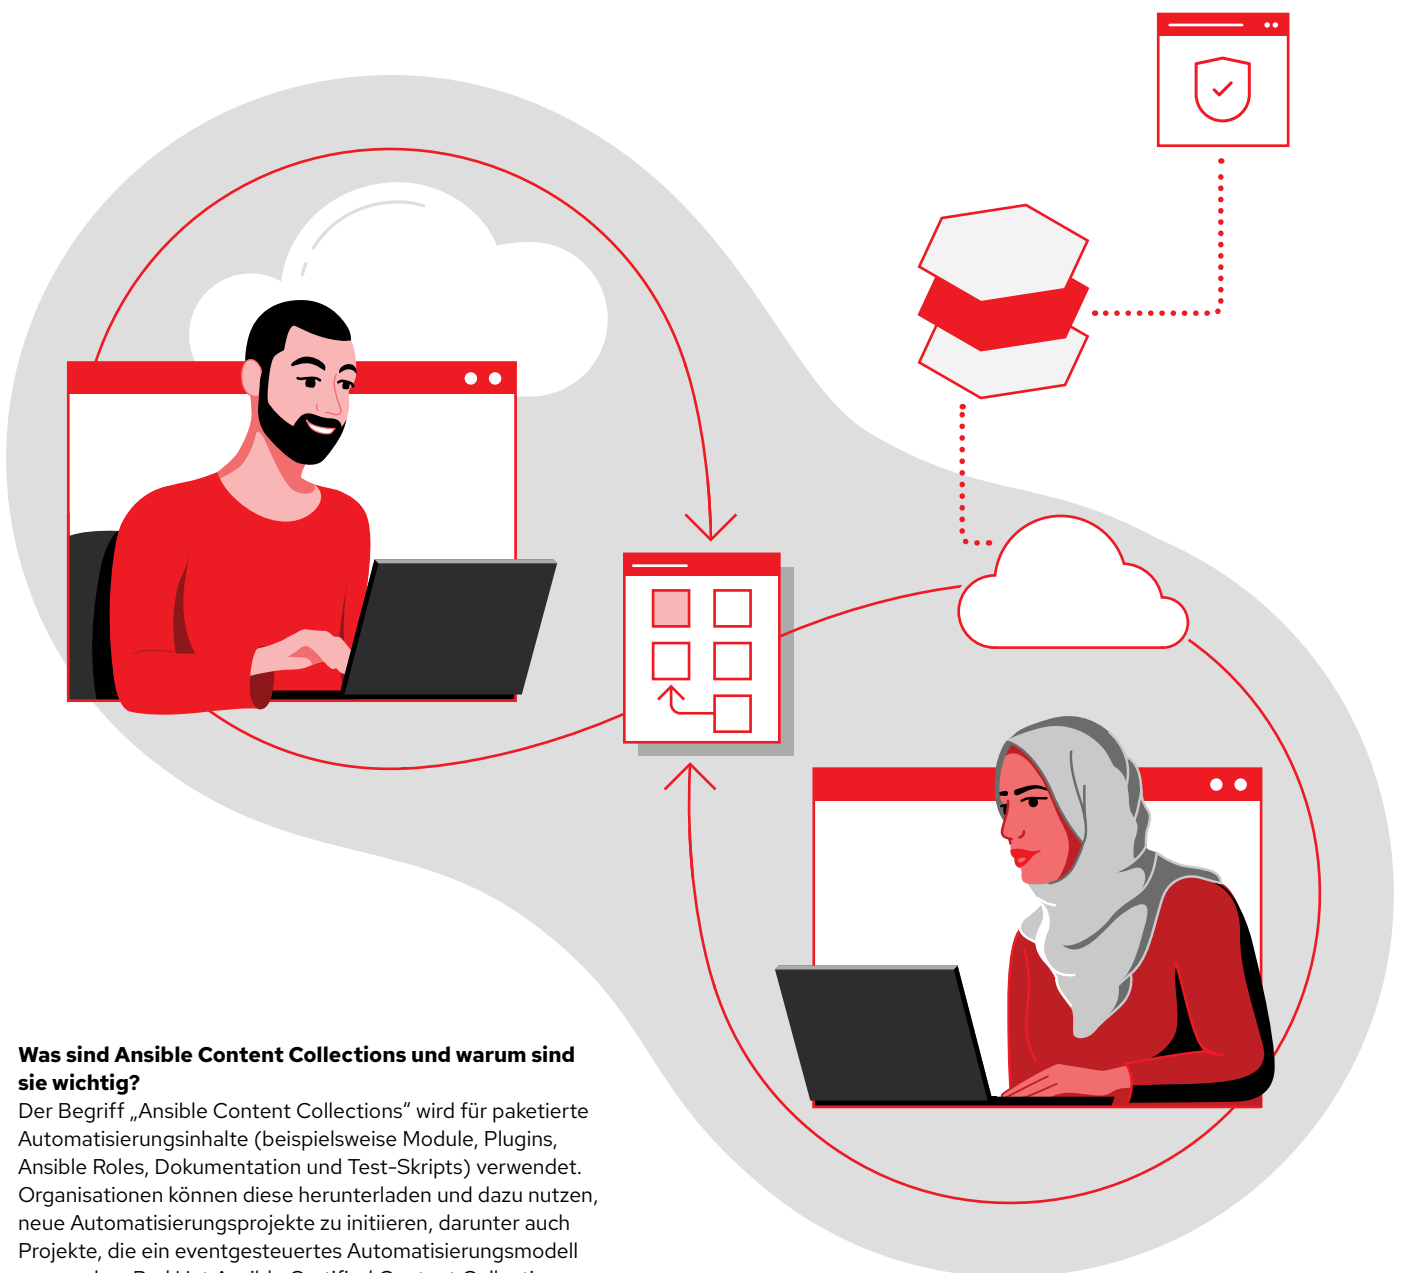 Was sind Ansible Content Collections und warum sind
sie wichtig?
Der Begriff „Ansible Content Collections“ wird für paketierte
Automatisierungsinhalte (beispielsweise Module, Plugins,
Ansible Roles, Dokumentation und Test-Skripts) verwendet.
Organisationen können diese herunterladen und dazu nutzen,
neue Automatisierungsprojekte zu initiieren, darunter auch
Projekte, die ein eventgesteuertes Automatisierungsmodell